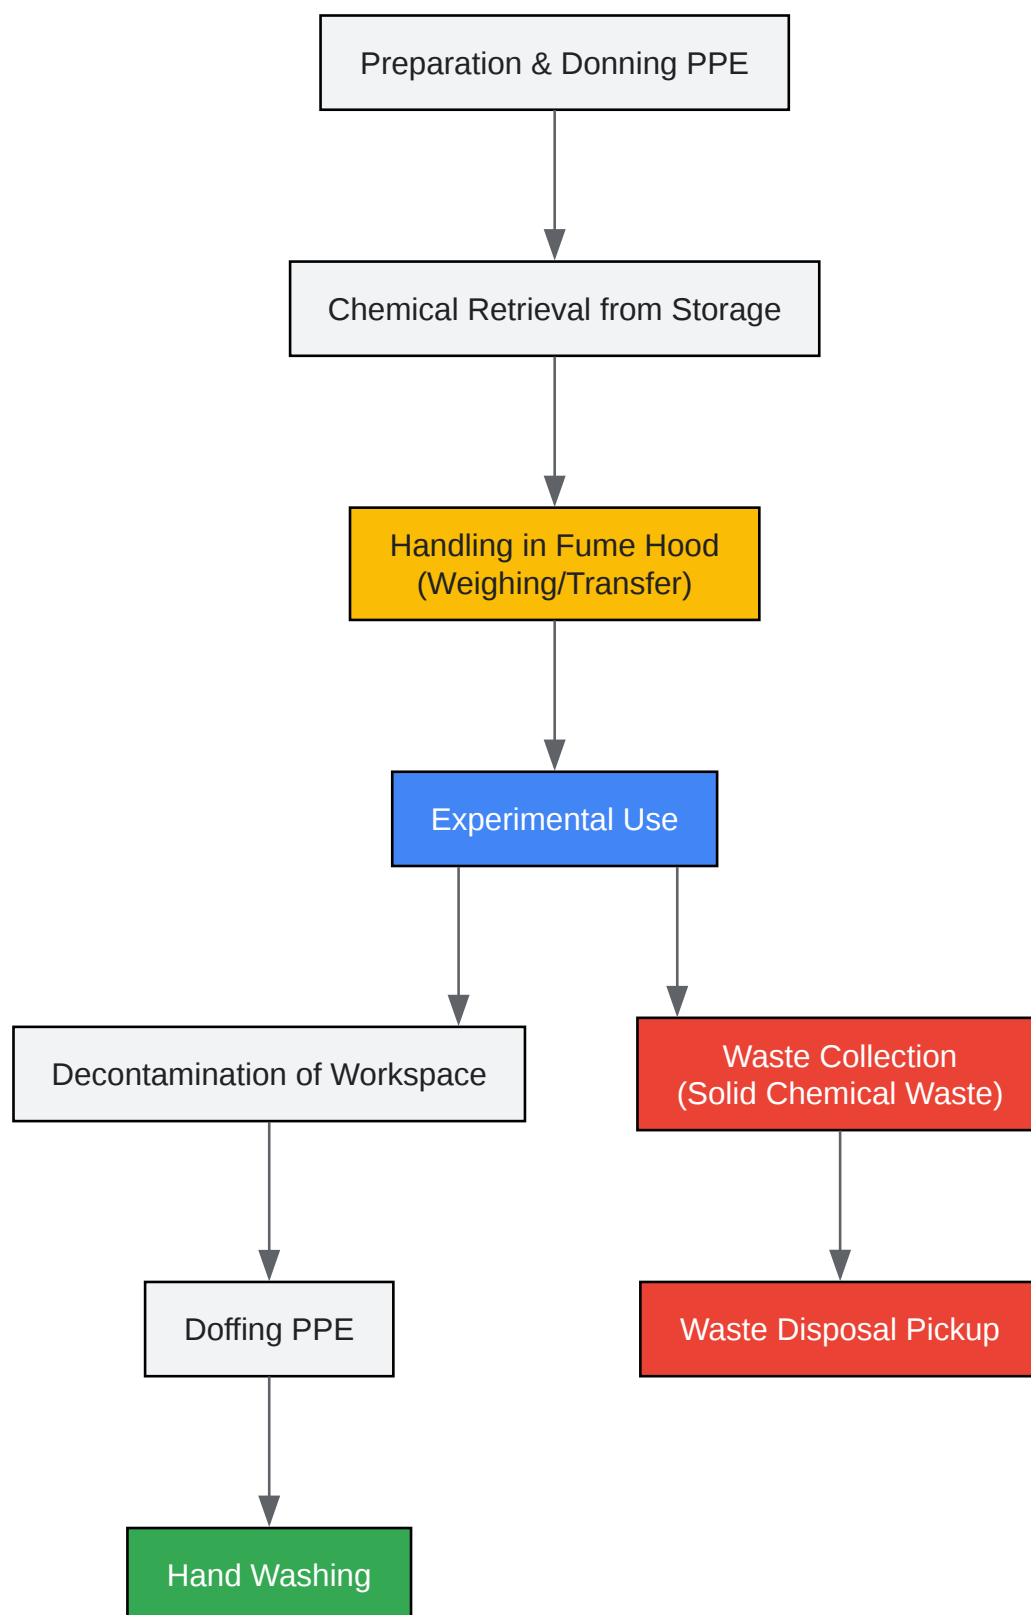 Preparation & Donning PPE
Chemical Retrieval from Storage
Handling in Fume Hood
(Weighing/Transfer)
Experimental Use
Decontamination of Workspace
Waste Collection
(Solid Chemical Waste)
Doffing PPE
Waste Disposal Pickup
Hand Washing